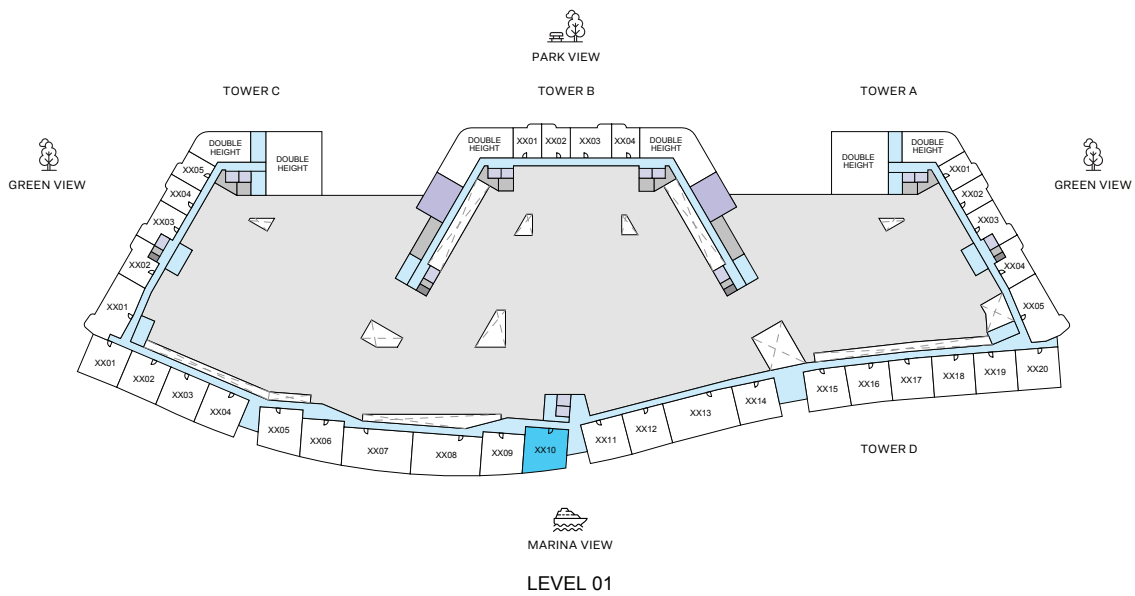 PARK VIEW
TOWER C
TOWER B
TOWER A
GREEN VIEW
GREEN VIEW
DOUBLE
HEIGHT
DOUBLE
HEIGHT
XX05
XX04
XX03
XX02
XX01
DOUBLE
HEIGHT
XX01
XX02
XX03
XX04
DOUBLE
HEIGHT
DOUBLE
HEIGHT
DOUBLE
HEIGHT
XX01
XX02
XX03
XX04
XX05
XX01
XX02
XX03
XX04
XX05
XX06
XX07
XX08
XX09
XX10
XX11
XX12
XX13
XX14
XX15
XX16
XX17
XX18
XX19
XX20
TOWER D
MARINA VIEW
LEVEL 01